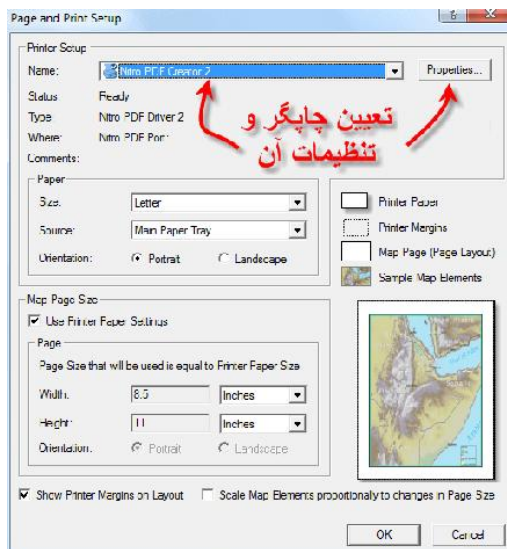 Page and Print Setup
Printer Setup
Name: Nitro PDF Creator 2 Properties...
Status Ready
Type Nitro PDF Driver 2
Where: Nitro PDF Port:
Comments:
تعیین چاپگر و
تنظیمات آن
Paper
Size: Letter
Source: Main Paper Tray
Orientation: Portrait Landscape
Printer Paper
Printer Margins
Map Page (Page Layout)
Sample Map Elements
Map Page Size
Use Printer Paper Settings
Page
Page Size that will be used is equal to Printer Paper Size
Width: 8.5 Inches
Height: 11 Inches
Orientation: Portrait Landscape
Show Printer Margins on Layout Scale Map Elements proportionally to changes in Page Size
OK Cancel